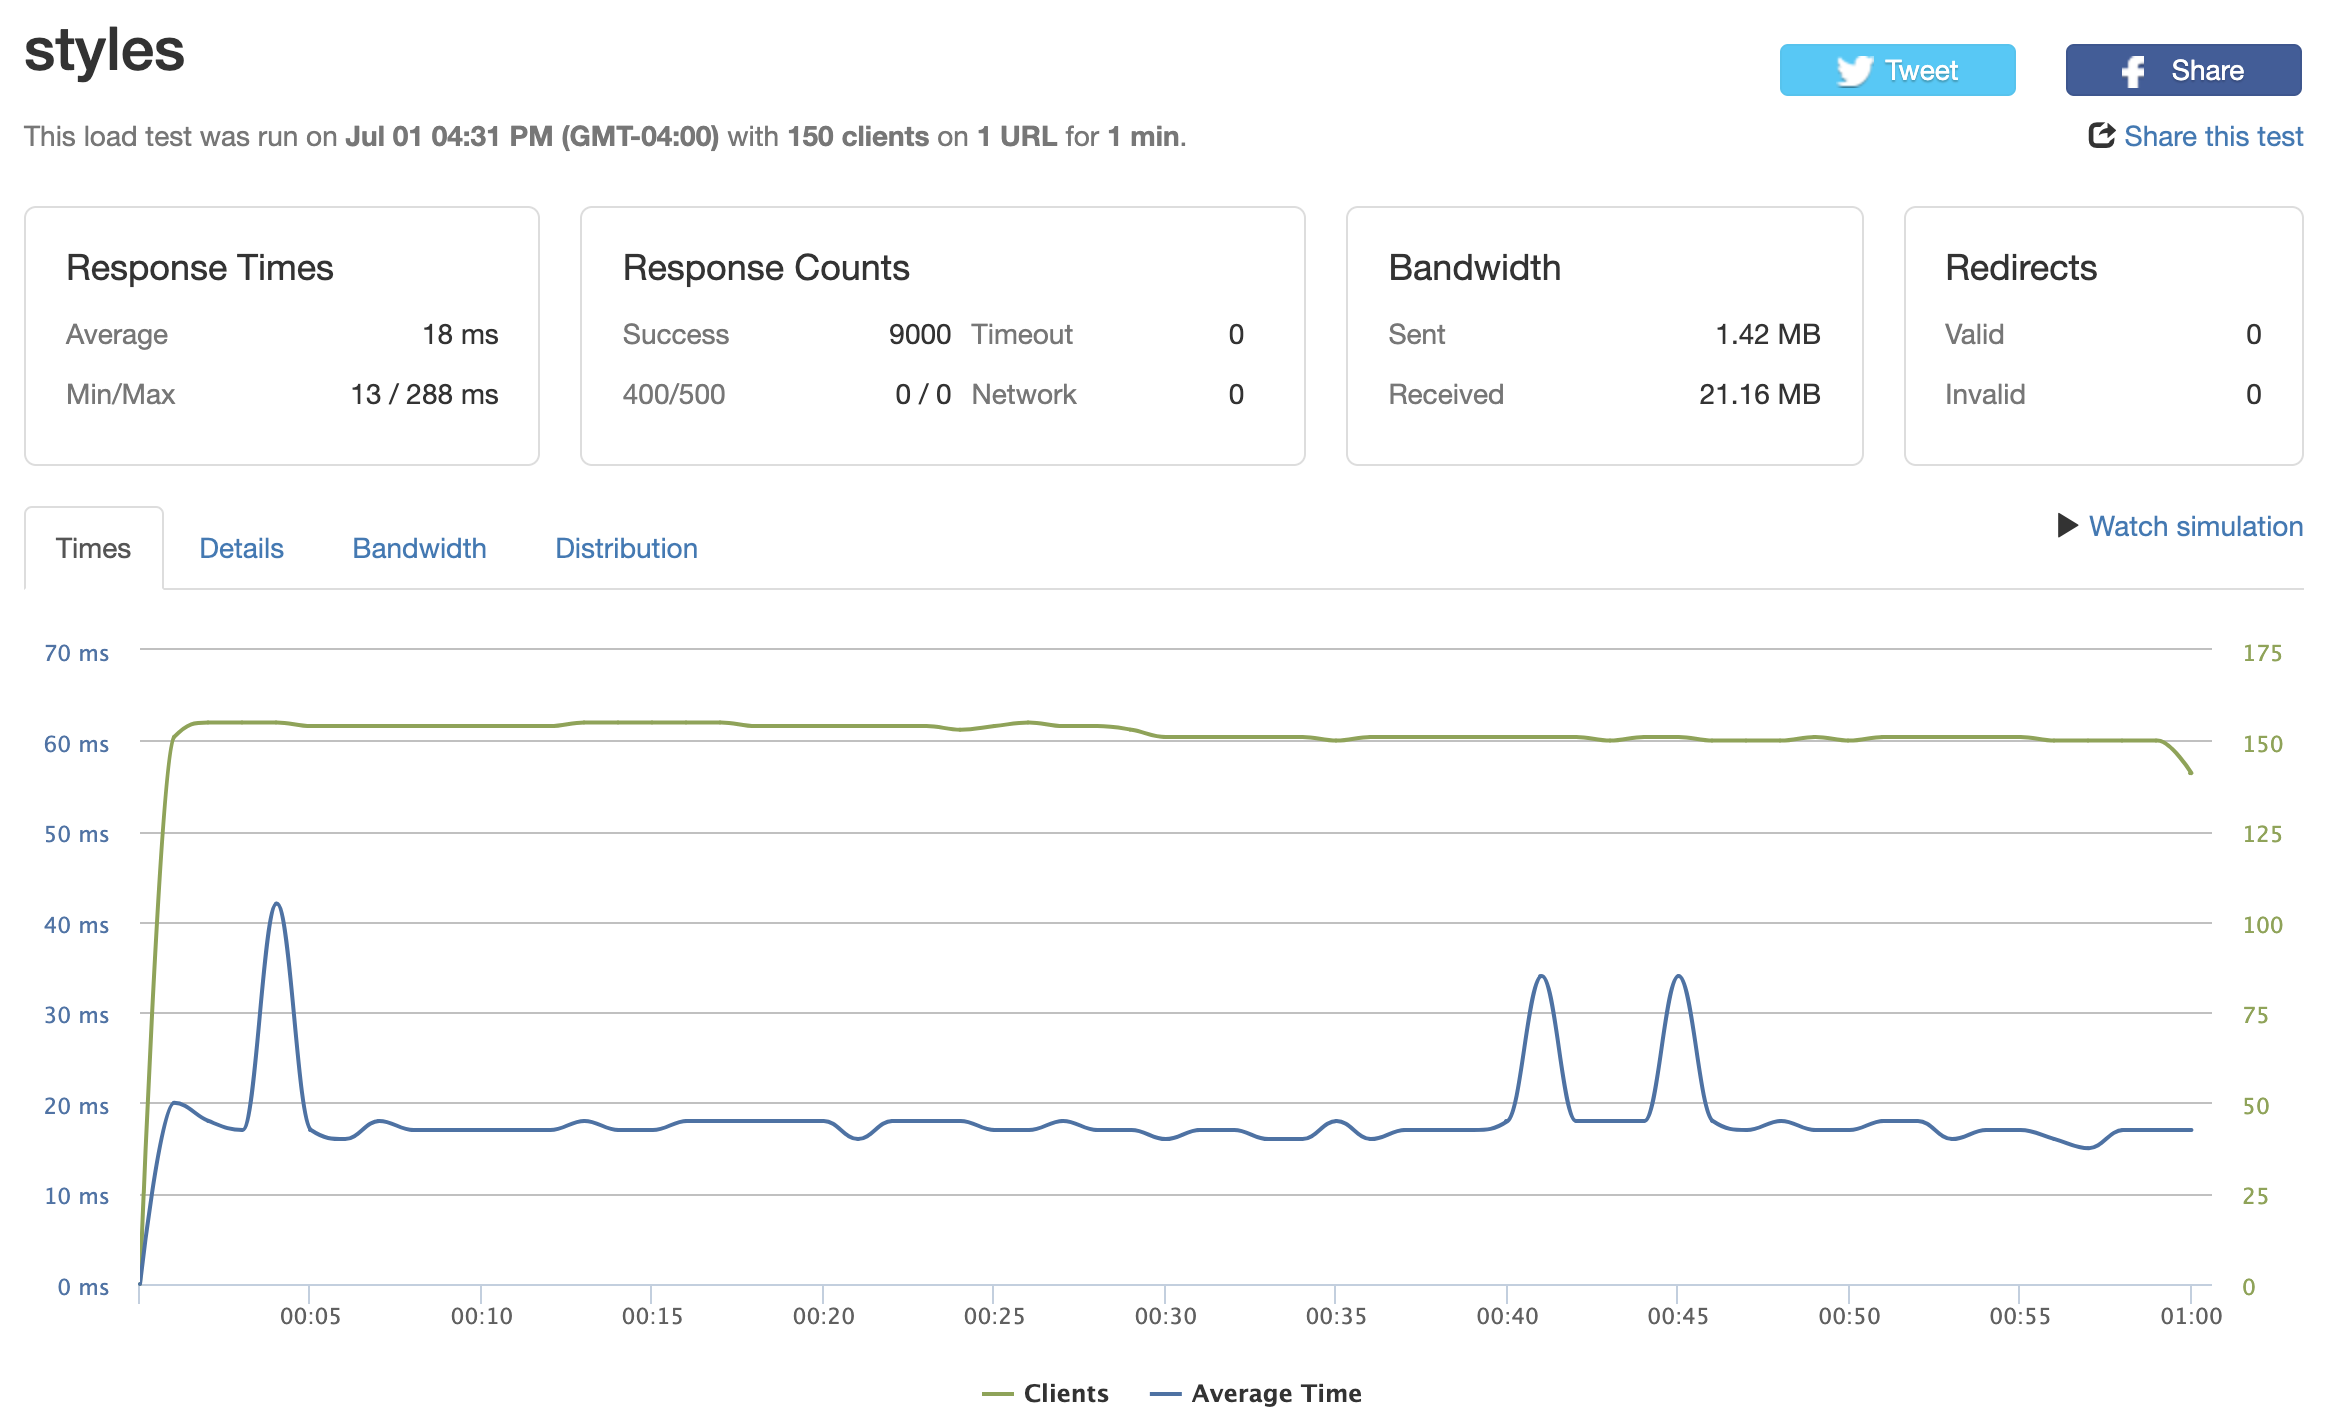 styles
Tweet
Share
This load test was run on Jul 01 04:31 PM (GMT-04:00) with 150 clients on 1 URL for 1 min.
Share this test
Response Times
Average 18 ms
Min/Max 13 / 288 ms
Response Counts
Success 9000 Timeout 0
400/500 0 / 0 Network 0
Bandwidth
Sent 1.42 MB
Received 21.16 MB
Redirects
Valid 0
Invalid 0
Times Details Bandwidth Distribution
Watch simulation
70 ms 175
60 ms 150
50 ms 125
40 ms 100
30 ms 75
20 ms 50
10 ms 25
0 ms 0
00:05 00:10 00:15 00:20 00:25 00:30 00:35 00:40 00:45 00:50 00:55 01:00
Clients Average Time